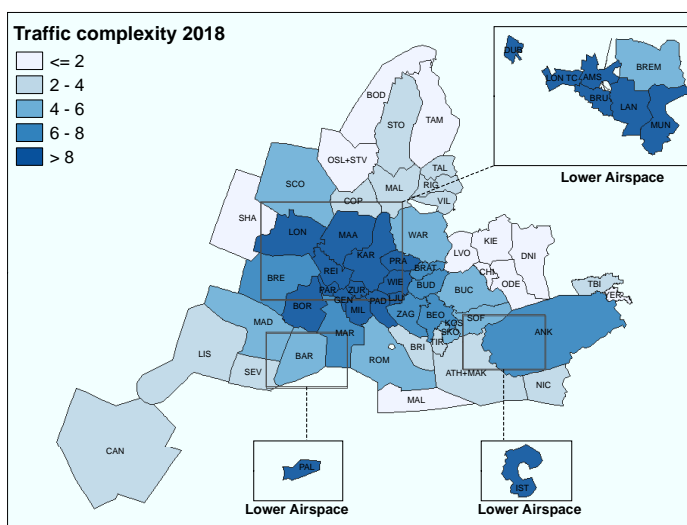 Traffic complexity 2018
<= 2
2 - 4
4 - 6
6 - 8
> 8
DUB
LON TC
AMS
BREM
BRU
LAN
MUN
Lower Airspace
BOD
STO
TAM
OSL+STV
SCO
TAL
MAL
RIG
COP
VIL
SHA
LON
MAA
WAR
KAR
LVO
KIE
DNI
PRA
REI
BRAT
CHI
BRE
WIE
BUD
ODE
TBI
PAR
ZUR
BUC
YER
GEN
LJU
BOR
MIL
PAD
ZAG
BEO
KOS
SOF
MAD
MAR
SKO
ANK
BRI
TIR
LIS
BAR
ROM
SEV
ATH+MAK
NIC
MAL
CAN
PAL
Lower Airspace
IST
Lower Airspace